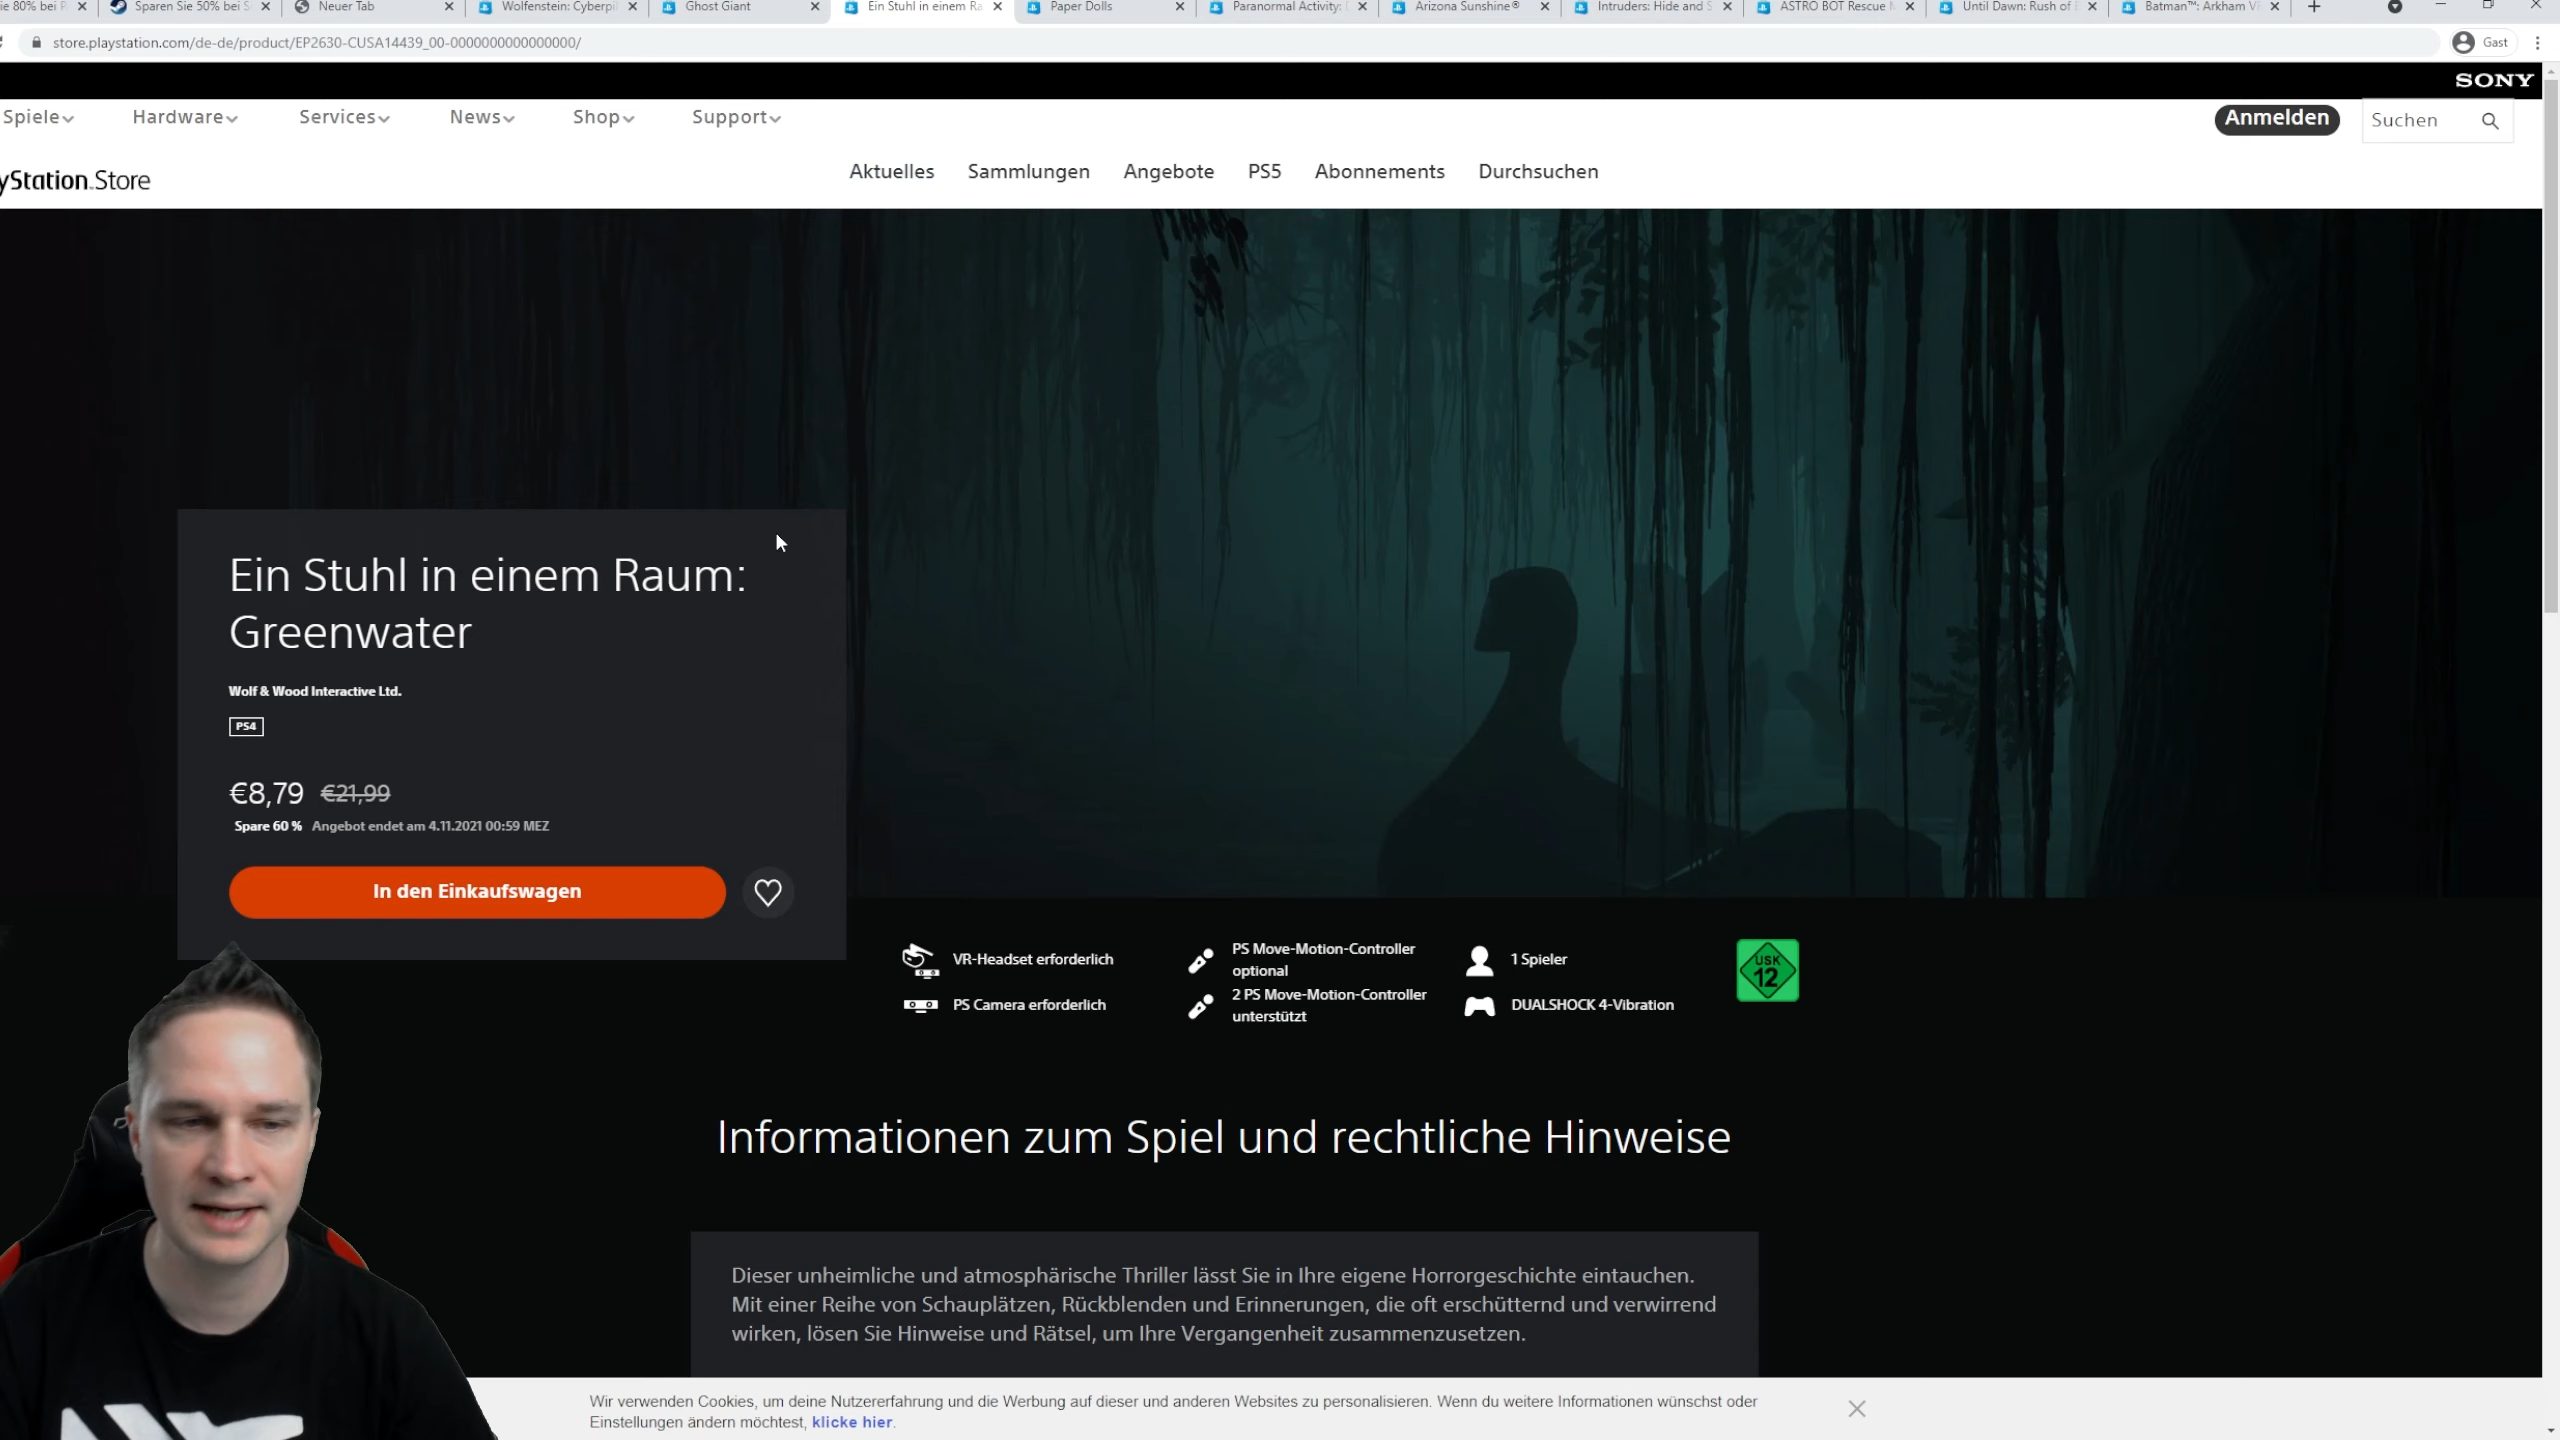 ie 80% bei
Sparen Sie 50% bei S
Neuer Tab
Wolfenstein: Cyberpil
Ghost Giant
Ein Stuhl in einem Ra
Paper Dolls
Paranormal Activity:
Arizona Sunshine®
Intruders: Hide and S
ASTRO BOT Rescue
Until Dawn: Rush of
Batman™: Arkham V
store.playstation.com/de-de/product/EP2630-CUSA14439_00-0000000000000000/
Gast
SONY
Spiele
Hardware
Services
News
Shop
Support
Anmelden
Suchen
yStation.Store
Aktuelles
Sammlungen
Angebote
PS5
Abonnements
Durchsuchen
Ein Stuhl in einem Raum:
Greenwater
Wolf & Wood Interactive Ltd.
PS4
€8,79 €21,99
Spare 60 % Angebot endet am 4.11.2021 00:59 MEZ
In den Einkaufswagen
VR-Headset erforderlich
PS Camera erforderlich
PS Move-Motion-Controller
optional
2 PS Move-Motion-Controller
unterstützt
1 Spieler
DUALSHOCK 4-Vibration
USK
12
Informationen zum Spiel und rechtliche Hinweise
Dieser unheimliche und atmosphärische Thriller lässt Sie in Ihre eigene Horrorgeschichte eintauchen.
Mit einer Reihe von Schauplätzen, Rückblenden und Erinnerungen, die oft erschütternd und verwirrend
wirken, lösen Sie Hinweise und Rätsel, um Ihre Vergangenheit zusammenzusetzen.
Wir verwenden Cookies, um deine Nutzererfahrung und die Werbung auf dieser und anderen Websites zu personalisieren. Wenn du weitere Informationen wünschst oder
Einstellungen ändern möchtest, klicke hier.